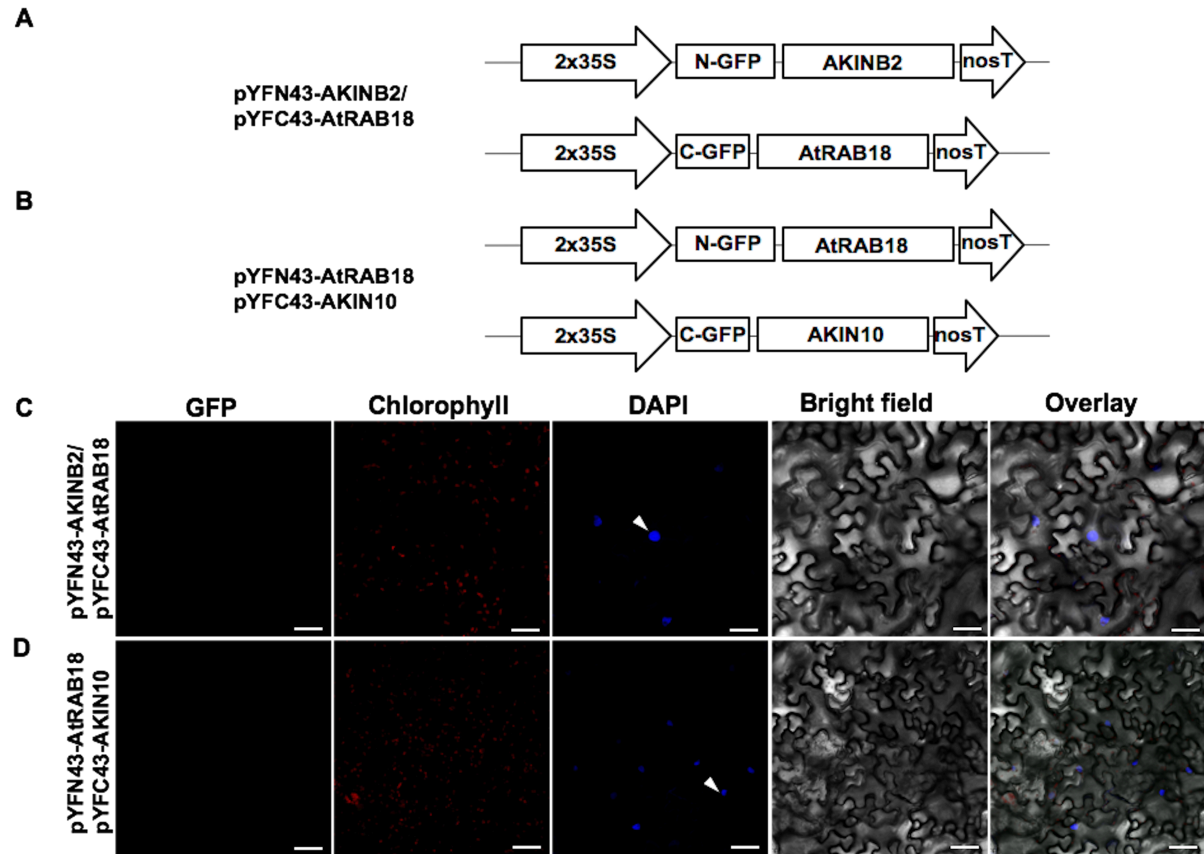 A
pYFN43-AKINB2/
pYFC43-AtRAB18
2x35S N-GFP AKINB2 nosT
2x35S C-GFP AtRAB18 nosT
B
pYFN43-AtRAB18
pYFC43-AKIN10
2x35S N-GFP AtRAB18 nosT
2x35S C-GFP AKIN10 nosT
C
GFP Chlorophyll DAPI Bright field Overlay
pYFN43-AKINB2/
pYFC43-AtRAB18
D
pYFN43-AtRAB18
pYFC43-AKIN10